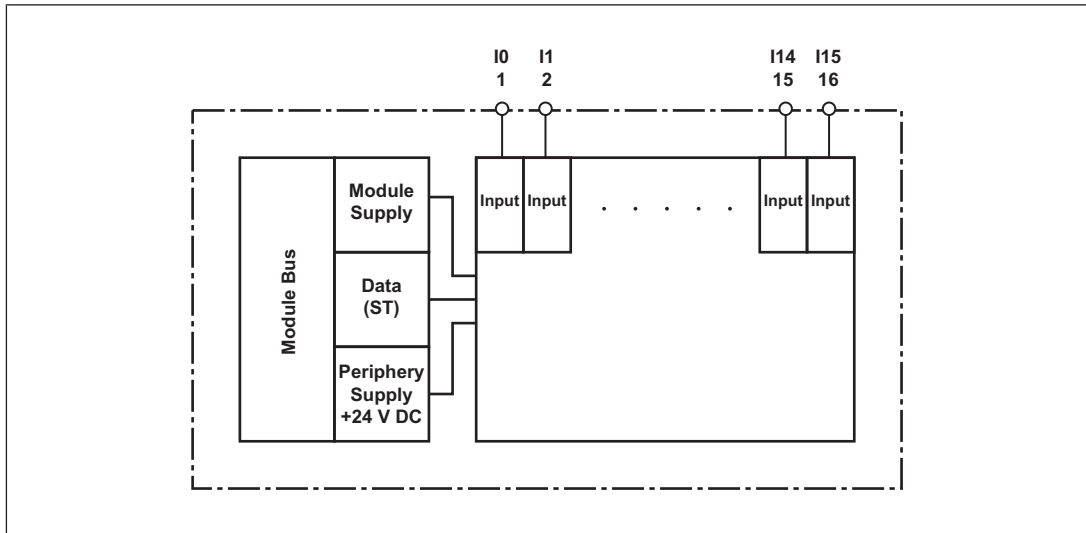 I0 I1 I14 I15
1 2 15 16
Input Input . . . . . Input Input
Module Bus
Module
Supply
Data
(ST)
Periphery
Supply
+24 V DC